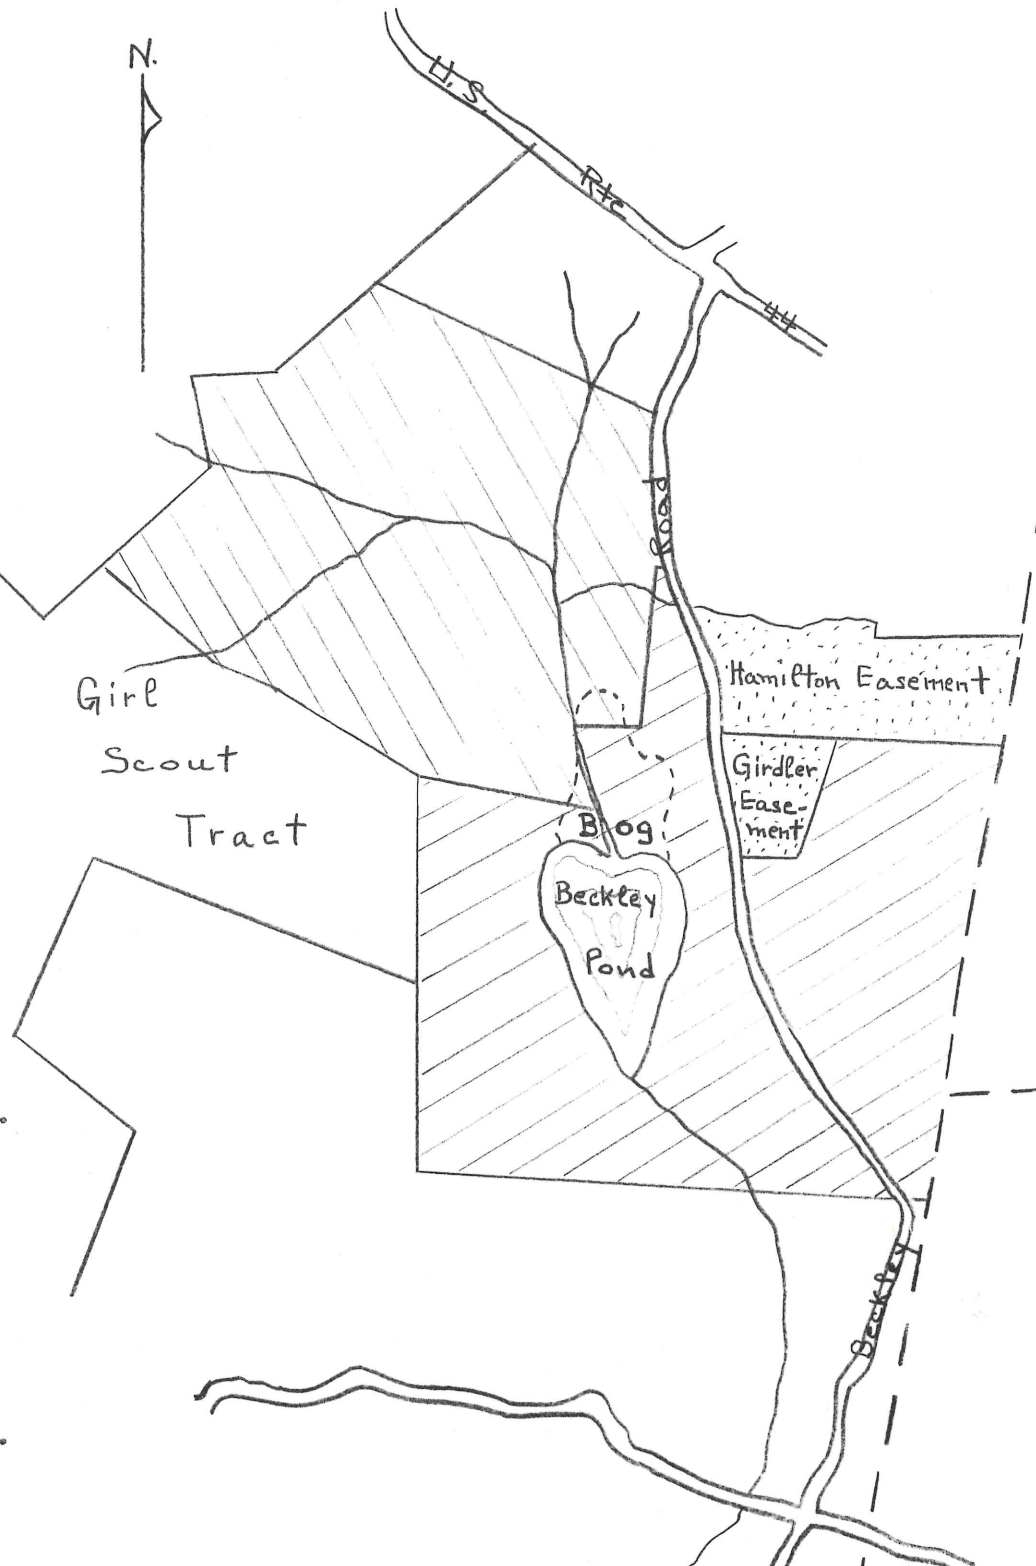 N.
U.S. Rte. 44
Road
Hamilton Easement
Girl
Scout
Tract
Girdler
Ease-
ment
Bog
Beckley
Pond
Beckley